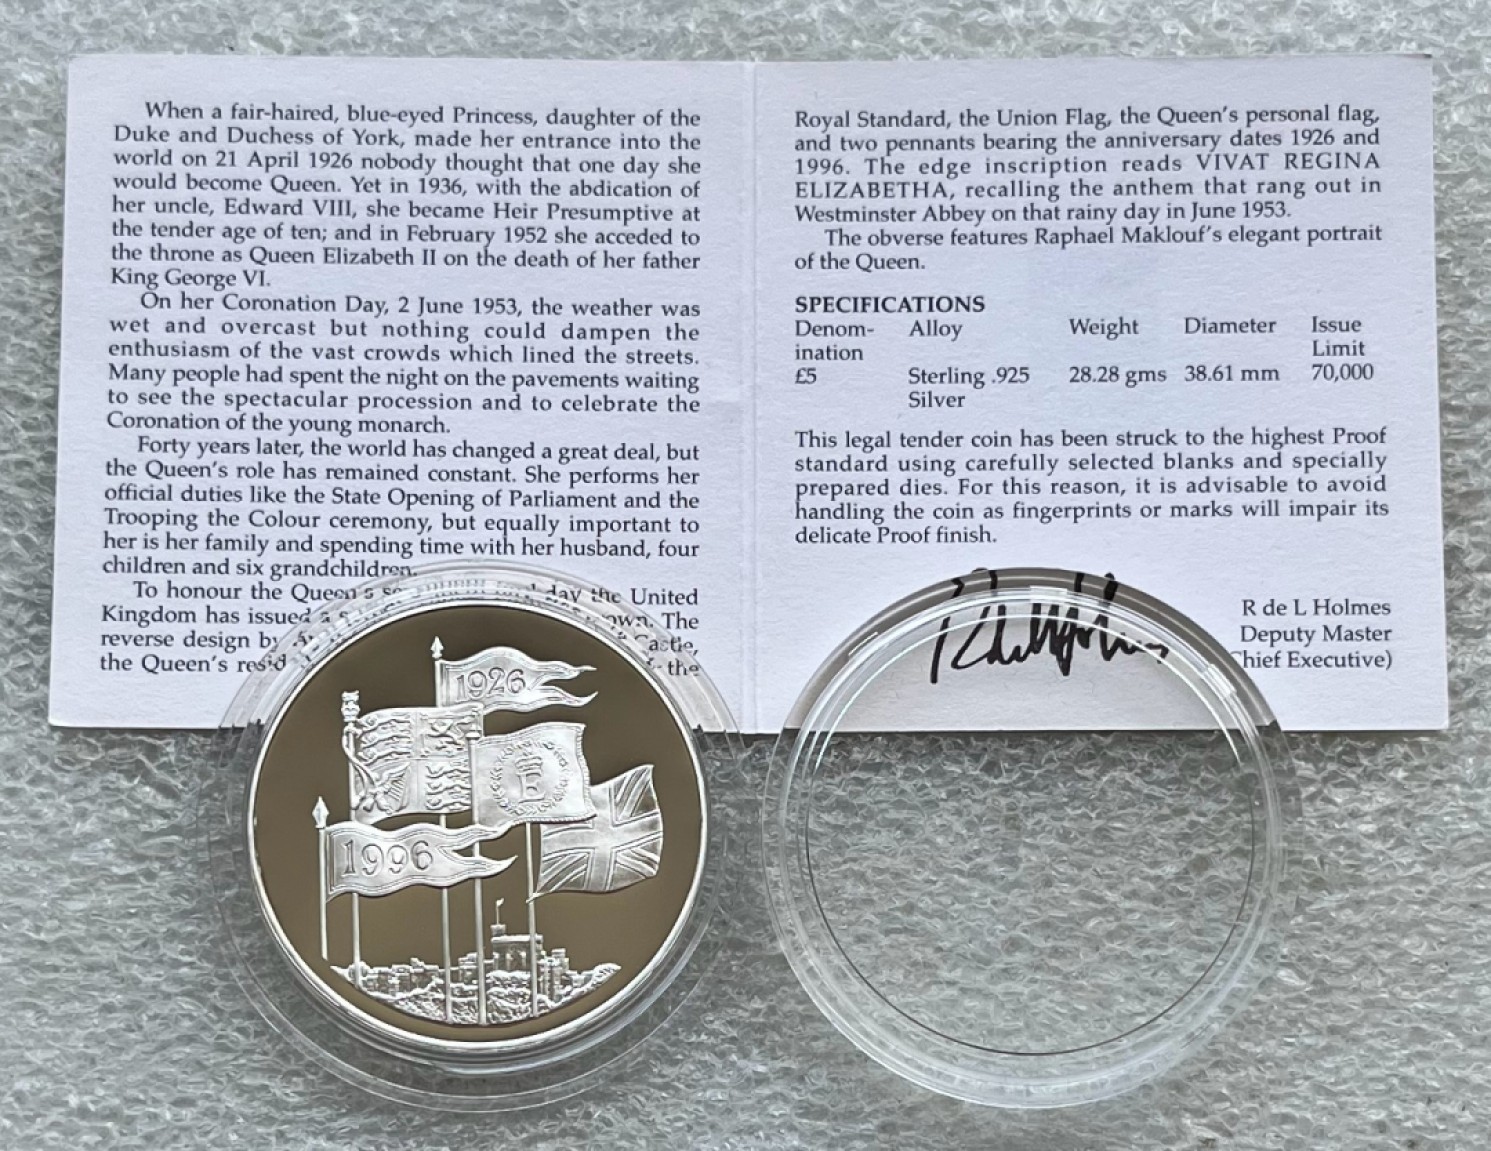 When a fair-haired, blue-eyed Princess, daughter of the
Duke and Duchess of York, made her entrance into the
world on 21 April 1926 nobody thought that one day she
would become Queen. Yet in 1936, with the abdication of
her uncle, Edward VIII, she became Heir Presumptive at
the tender age of ten; and in February 1952 she acceded to
the throne as Queen Elizabeth II on the death of her father
King George VI.
On her Coronation Day, 2 June 1953, the weather was
wet and overcast but nothing could dampen the
enthusiasm of the vast crowds which lined the streets.
Many people had spent the night on the pavements waiting
to see the spectacular procession and to celebrate the
Coronation of the young monarch.
Forty years later, the world has changed a great deal, but
the Queen's role has remained constant. She performs her
official duties like the State Opening of Parliament and the
Trooping the Colour ceremony, but equally important to
her is her family and spending time with her husband, four
children and six grandchildren.
To honour the Queen's day the United
Kingdom has issued The
reverse design by Castle,
the Queen's the
Royal Standard, the Union Flag, the Queen's personal flag,
and two pennants bearing the anniversary dates 1926 and
1996. The edge inscription reads VIVAT REGINA
ELIZABETHA, recalling the anthem that rang out in
Westminster Abbey on that rainy day in June 1953.
The obverse features Raphael Maklouf's elegant portrait
of the Queen.
SPECIFICATIONS
Denom- Alloy Weight Diameter Issue
ination Limit
£5 Sterling .925 28.28 gms 38.61 mm 70,000
Silver
This legal tender coin has been struck to the highest Proof
standard using carefully selected blanks and specially
prepared dies. For this reason, it is advisable to avoid
handling the coin as fingerprints or marks will impair its
delicate Proof finish.
R de L Holmes
Deputy Master
Chief Executive)
1926
E
1996